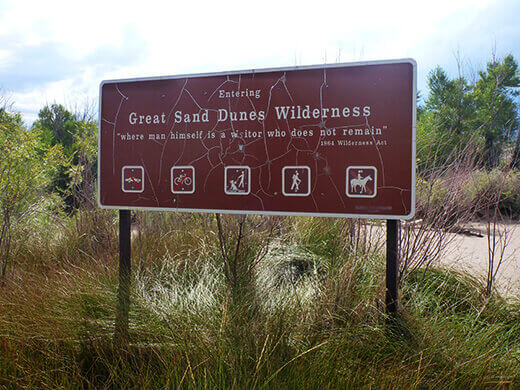 Entering
Great Sand Dunes Wilderness
"where man himself is a visitor who does not remain"
1964 Wilderness Act